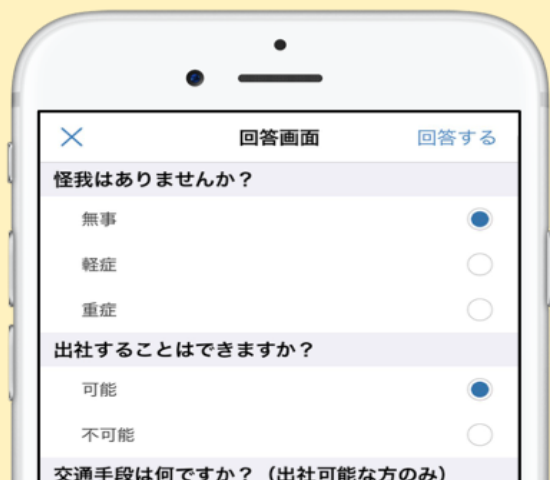 回答画面 回答する
怪我はありませんか？
無事
軽症
重症
出社することはできますか？
可能
不可能
交通手段は何ですか？（出社可能な方のみ）